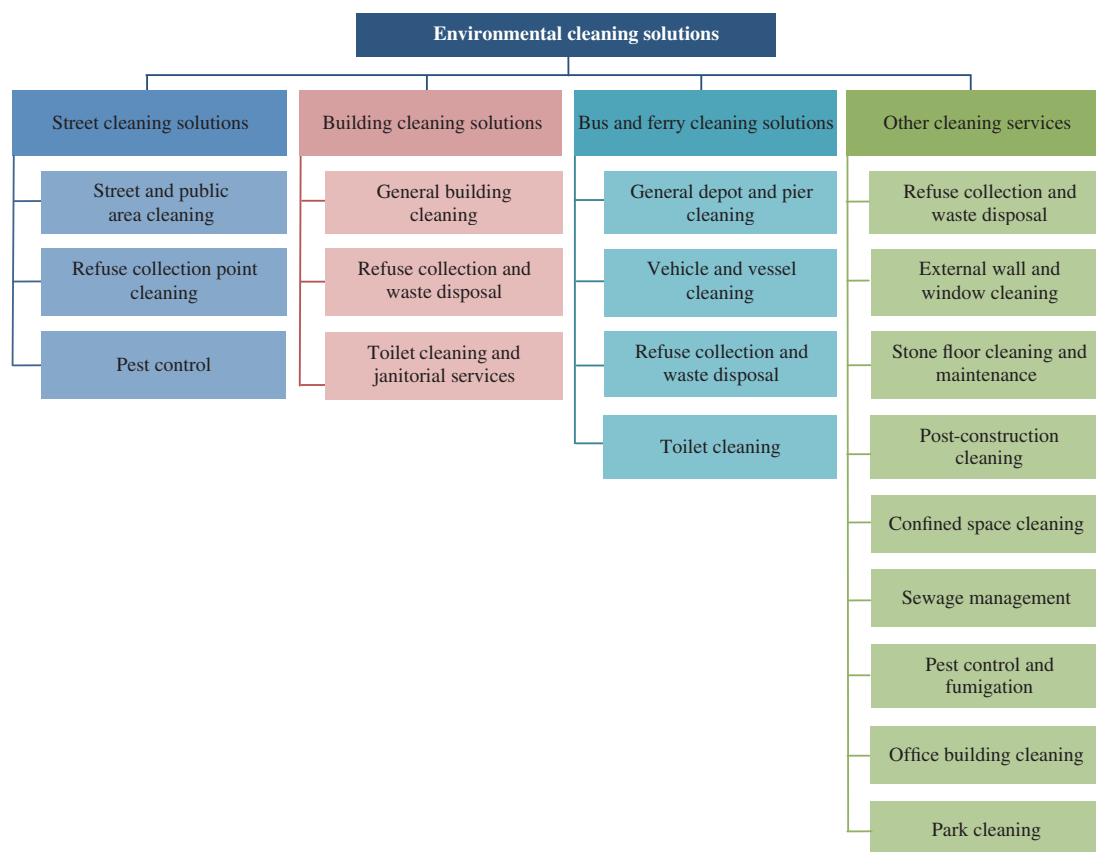 Environmental cleaning solutions
Street cleaning solutions
Street and public
area cleaning
Refuse collection point
cleaning
Pest control
Building cleaning solutions
General building
cleaning
Refuse collection and
waste disposal
Toilet cleaning and
janitorial services
Bus and ferry cleaning solutions
General depot and pier
cleaning
Vehicle and vessel
cleaning
Refuse collection and
waste disposal
Toilet cleaning
Other cleaning services
Refuse collection and
waste disposal
External wall and
window cleaning
Stone floor cleaning and
maintenance
Post-construction
cleaning
Confined space cleaning
Sewage management
Pest control and
fumigation
Office building cleaning
Park cleaning